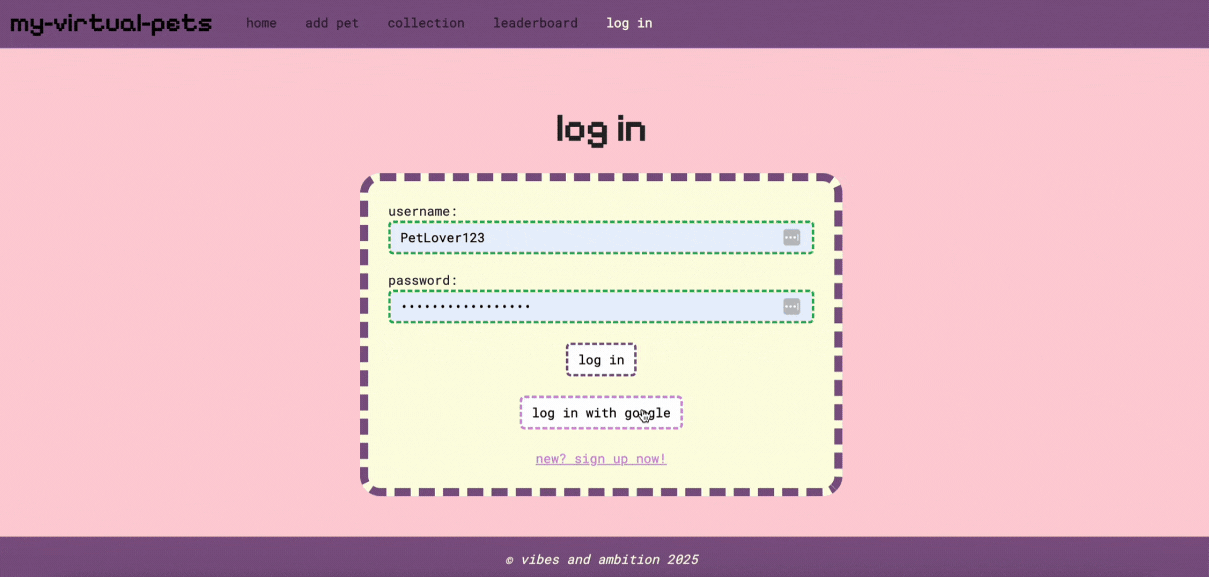 my-virtual-pets home add pet collection leaderboard log in
log in
username:
PetLover123
password:
•••••••••••••••••
log in
log in with google
new? sign up now!
© vibes and ambition 2025